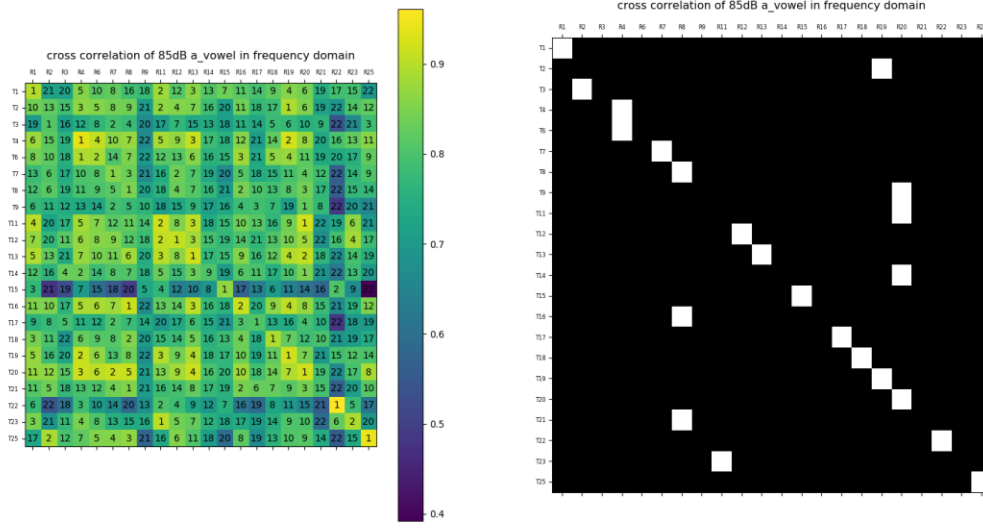 cross correlation of 85dB a_vowel in frequency domain
R1 R2 R3 R4 R6 R7 R8 R9 R11 R12 R13 R14 R15 R16 R17 R18 R19 R20 R21 R22 R23 R25
T1 1 21 20 5 10 8 16 18 2 12 3 13 7 11 14 9 4 6 19 17 15 22
T2 10 13 15 3 5 8 9 21 2 4 7 16 20 11 18 17 1 6 19 22 14 12
T3 19 1 16 12 8 2 4 20 17 7 15 13 18 11 14 5 6 10 9 22 21 3
T4 6 15 19 1 4 10 7 22 5 9 3 17 18 12 21 14 2 8 20 16 13 11
T6 8 10 18 1 2 14 7 22 12 13 6 16 15 3 21 5 4 11 19 20 17 9
T7 13 6 17 10 8 1 3 21 16 2 7 19 20 5 18 15 11 4 12 22 14 9
T8 12 6 19 11 9 5 1 20 18 4 7 16 21 2 10 13 8 3 17 22 15 14
T9 6 11 12 13 14 2 5 10 18 15 9 17 16 4 3 7 19 1 8 22 20 21
T11 4 20 17 5 7 12 11 14 2 8 3 18 15 10 13 16 9 1 22 19 6 21
T12 7 20 11 6 8 9 12 18 2 1 3 15 19 14 21 13 10 5 22 16 4 17
T13 5 13 21 7 10 11 6 20 3 8 1 17 15 9 16 12 4 2 18 22 14 19
T14 12 16 4 2 14 8 7 18 5 15 3 9 19 6 11 17 10 1 21 22 13 20
T15 3 21 19 7 15 18 20 5 4 12 10 8 1 17 13 6 11 14 16 2 9 22
T16 11 10 17 5 6 7 1 22 13 14 3 16 18 2 20 9 4 8 15 21 19 12
T17 9 8 5 11 12 2 7 14 20 17 6 15 21 3 1 13 16 4 10 22 18 19
T18 3 11 22 6 9 8 2 20 15 14 5 16 13 4 18 1 7 12 10 21 19 17
T19 5 16 20 2 6 13 8 22 3 9 4 18 17 10 19 11 1 7 21 15 12 14
T20 11 12 15 3 6 2 5 21 13 9 4 16 20 10 18 14 7 1 19 22 17 8
T21 11 5 18 13 12 4 1 21 16 14 8 17 19 2 6 7 9 3 15 22 20 10
T22 6 22 18 3 10 14 20 13 2 4 9 12 7 16 19 8 11 15 21 1 5 17
T23 3 21 11 4 8 13 15 16 1 5 7 12 18 17 19 14 9 10 22 6 2 20
T25 17 2 12 7 5 4 3 21 16 6 11 18 20 8 19 13 10 9 14 22 15 1
0.9
0.8
0.7
0.6
0.5
0.4
cross correlation of 85dB a_vowel in frequency domain
R1 R2 R3 R4 R6 R7 R8 R9 R11 R12 R13 R14 R15 R16 R17 R18 R19 R20 R21 R22 R23
T1
T2
T3
T4
T6
T7
T8
T9
T11
T12
T13
T14
T15
T16
T17
T18
T19
T20
T21
T22
T23
T25